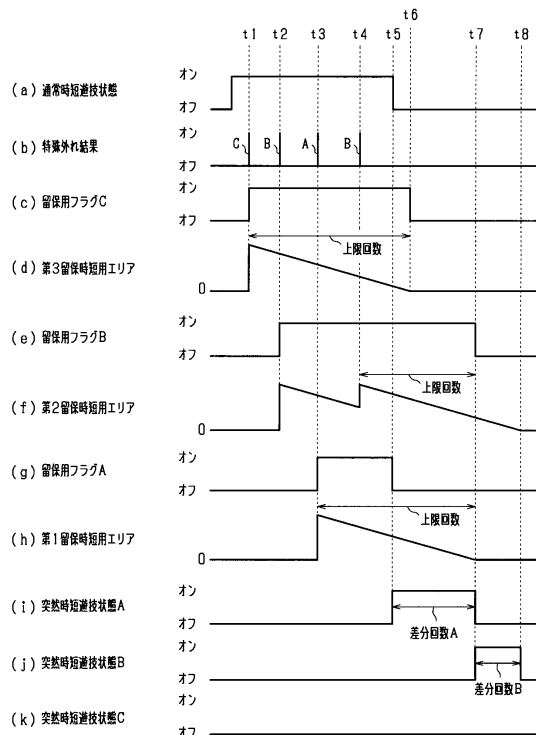 t6
t1 t2 t3 t4 t5 t7 t8
オン
(a) 通常時短遊技状態
オフ
オン
(b) 特殊外れ結果
C B A B
オフ
オン
(c) 留保用フラグC
オフ
上限回数
(d) 第3留保時短用エリア
0
オン
(e) 留保用フラグB
オフ
上限回数
(f) 第2留保時短用エリア
0
オン
(g) 留保用フラグA
オフ
上限回数
(h) 第1留保時短用エリア
0
オン
(i) 突然時短遊技状態A
オフ
差分回数A
オン
(j) 突然時短遊技状態B
オフ
差分回数B
オン
(k) 突然時短遊技状態C
オフ